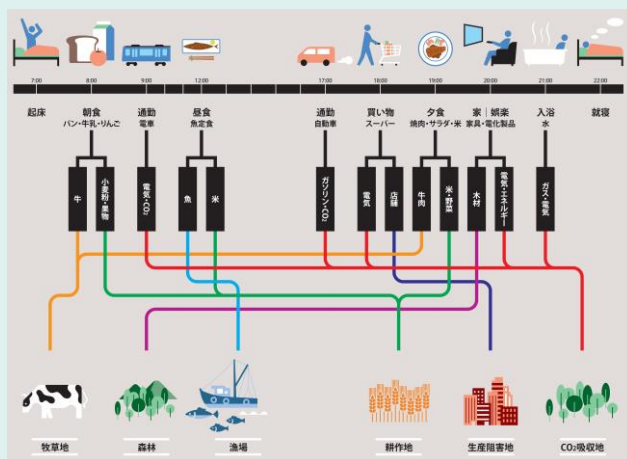 7:00 8:00 9:00 12:00 17:00 18:00 19:00 20:00 21:00 22:00
起床 朝食 通勤 昼食 通勤 買い物 夕食 家|娯楽 入浴 就寝
パン・牛乳・りんご 電車 魚定食 自動車 スーパー 焼肉・サラダ・米 家具・電化製品 水
牛
小麦粉・果物
電気・CO₂
魚
米
ガソリン・CO₂
電気
店舗
牛肉
米・野菜
木材
電気・エネルギー
ガス・電気
牧草地 森林 漁場 耕作地 生産阻害地 CO₂吸収地